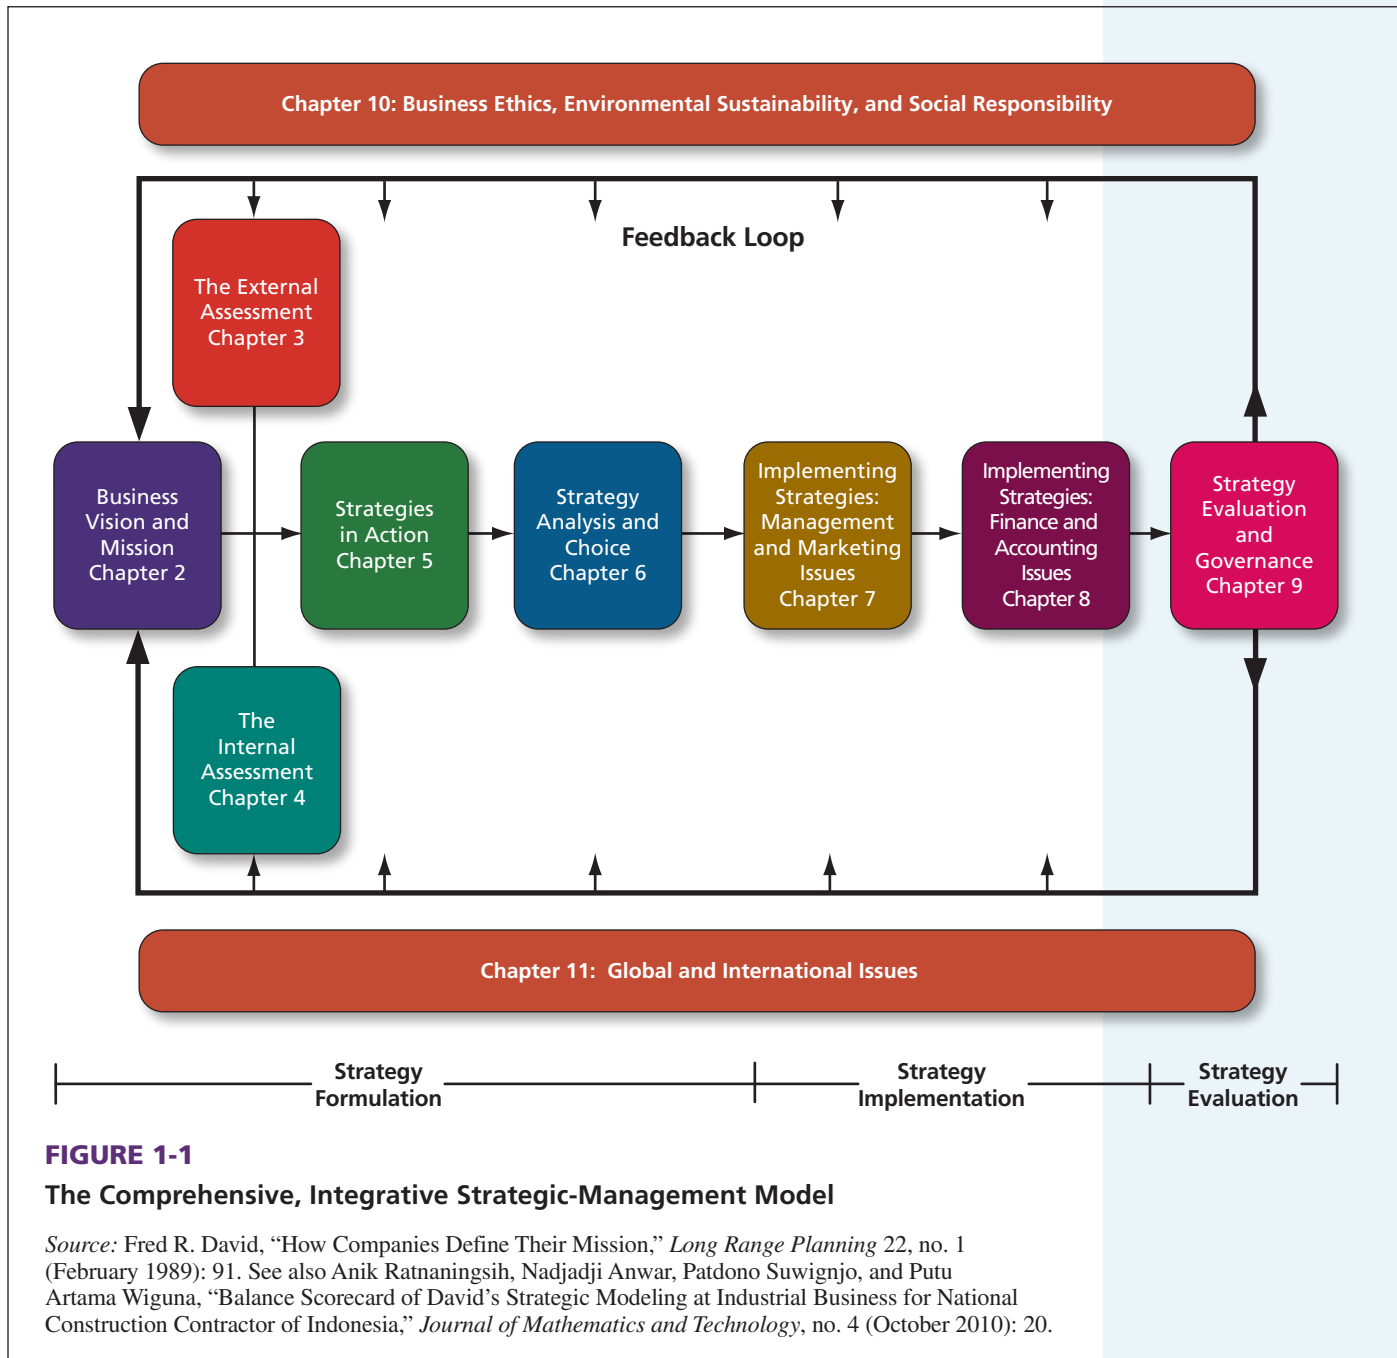 Chapter 10: Business Ethics, Environmental Sustainability, and Social Responsibility
Feedback Loop
The External
Assessment
Chapter 3
Business
Vision and
Mission
Chapter 2
Strategies
in Action
Chapter 5
Strategy
Analysis and
Choice
Chapter 6
Implementing
Strategies:
Management
and Marketing
Issues
Chapter 7
Implementing
Strategies:
Finance and
Accounting
Issues
Chapter 8
Strategy
Evaluation
and
Governance
Chapter 9
The
Internal
Assessment
Chapter 4
Chapter 11: Global and International Issues
Strategy
Formulation
Strategy
Implementation
Strategy
Evaluation
FIGURE 1-1
The Comprehensive, Integrative Strategic-Management Model
Source: Fred R. David, “How Companies Define Their Mission,” Long Range Planning 22, no. 1
(February 1989): 91. See also Anik Ratnaningsih, Nadjadji Anwar, Patdono Suwignjo, and Putu
Artama Wiguna, “Balance Scorecard of David’s Strategic Modeling at Industrial Business for National
Construction Contractor of Indonesia,” Journal of Mathematics and Technology, no. 4 (October 2010): 20.